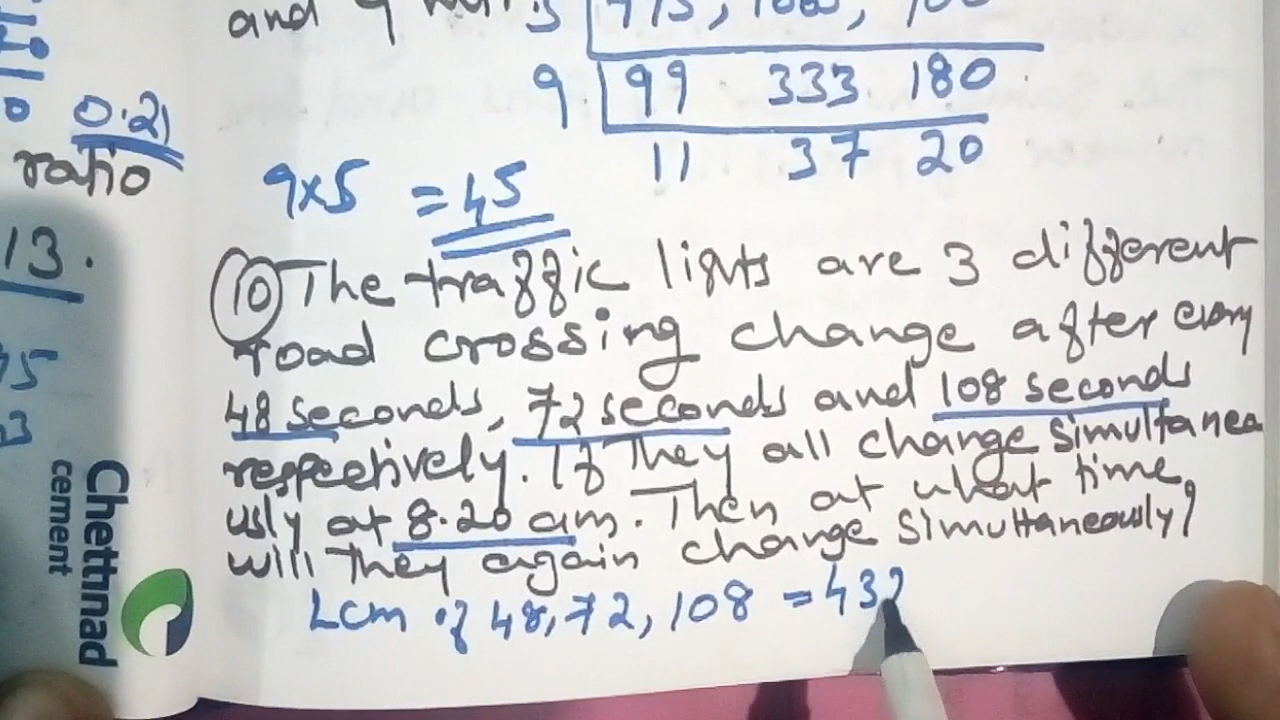 0.21
ratio
13.
and 9
9 | 99 333 180
11 37 20
9x5 = 45
10 The traffic lights are 3 different
road crossing change after every
48 seconds, 72 seconds and 108 seconds
respectively. If They all change simultanea
usly at 8.20 am. Then at what time
will They again change simultaneously?
Lcm of 48, 72, 108 = 432
Chettnad
cement